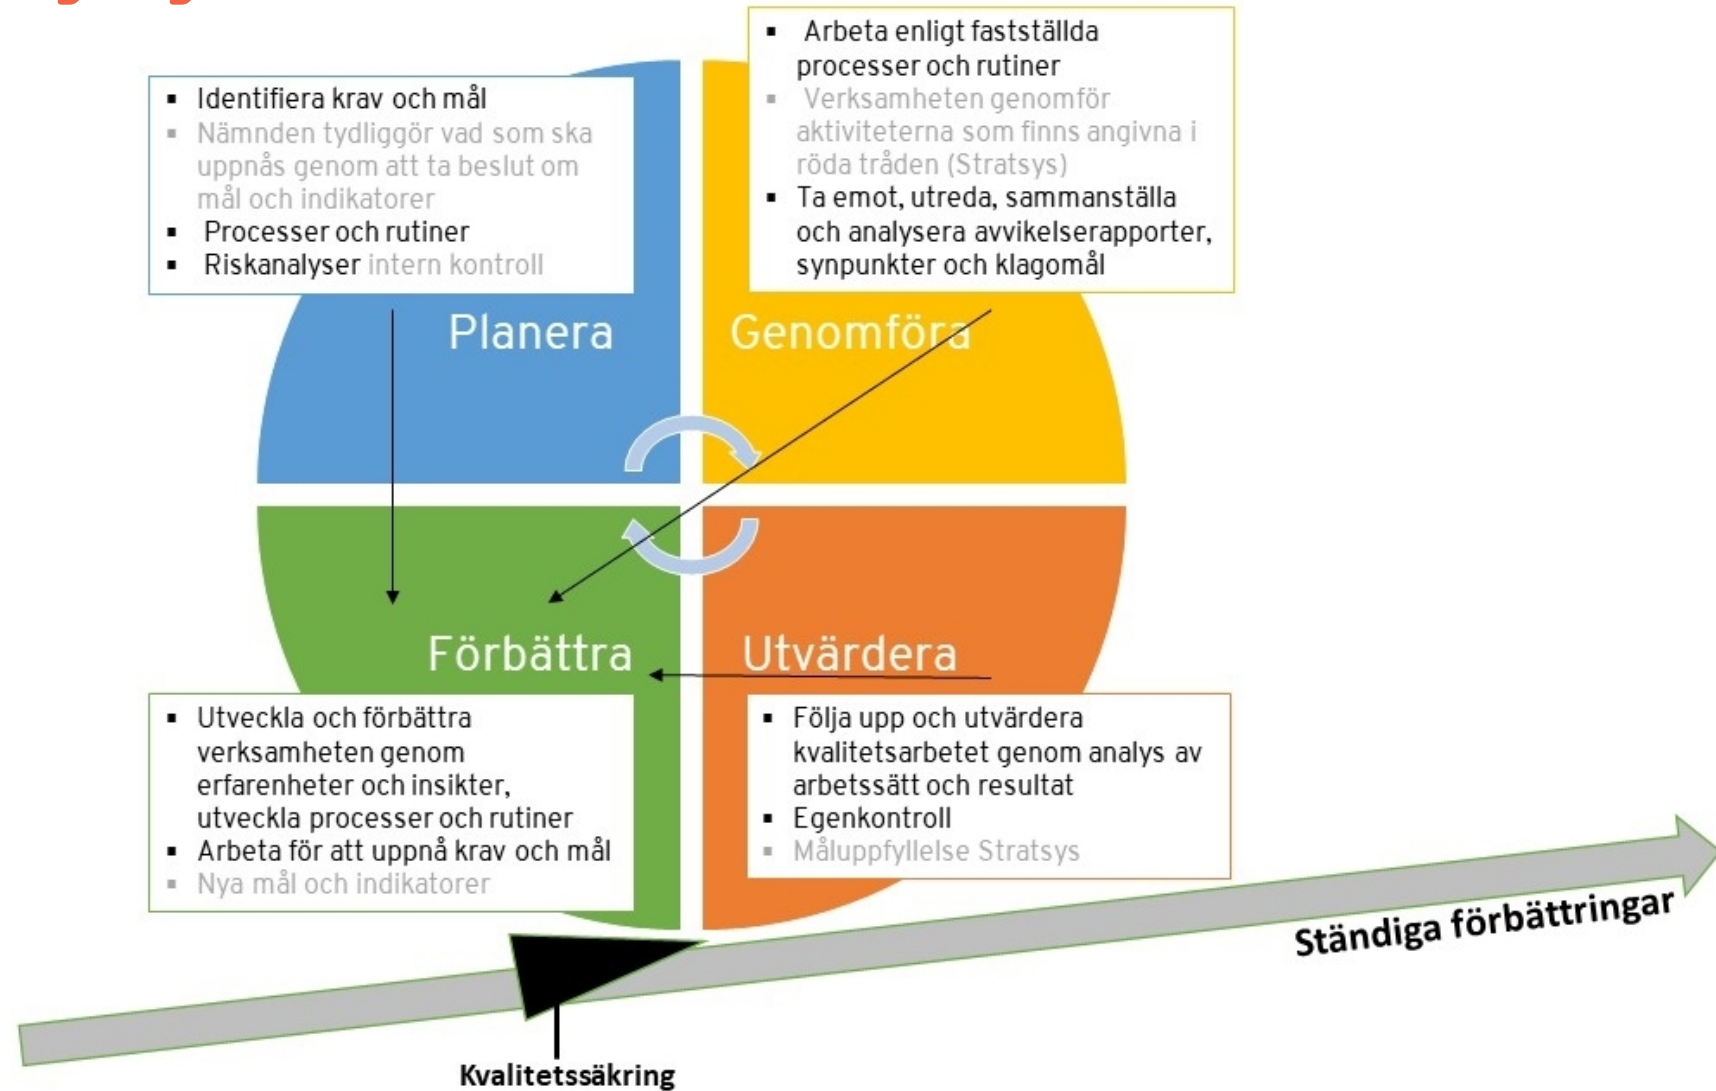 ▪ Identifiera krav och mål
▪ Nämnden tydliggör vad som ska
uppnås genom att ta beslut om
mål och indikatorer
▪ Processer och rutiner
▪ Riskanalyser intern kontroll
Planera
▪ Arbeta enligt fastställda
processer och rutiner
▪ Verksamheten genomför
aktiviteterna som finns angivna i
röda tråden (Stratsys)
▪ Ta emot, utreda, sammanställa
och analysera avvikelserapporter,
synpunkter och klagomål
Genomföra
Förbättra
▪ Utveckla och förbättra
verksamheten genom
erfarenheter och insikter,
utveckla processer och rutiner
▪ Arbeta för att uppnå krav och mål
▪ Nya mål och indikatorer
Utvärdera
▪ Följa upp och utvärdera
kvalitetsarbetet genom analys av
arbetssätt och resultat
▪ Egenkontroll
▪ Måluppfyllelse Stratsys
Ständiga förbättringar
Kvalitetssäkring